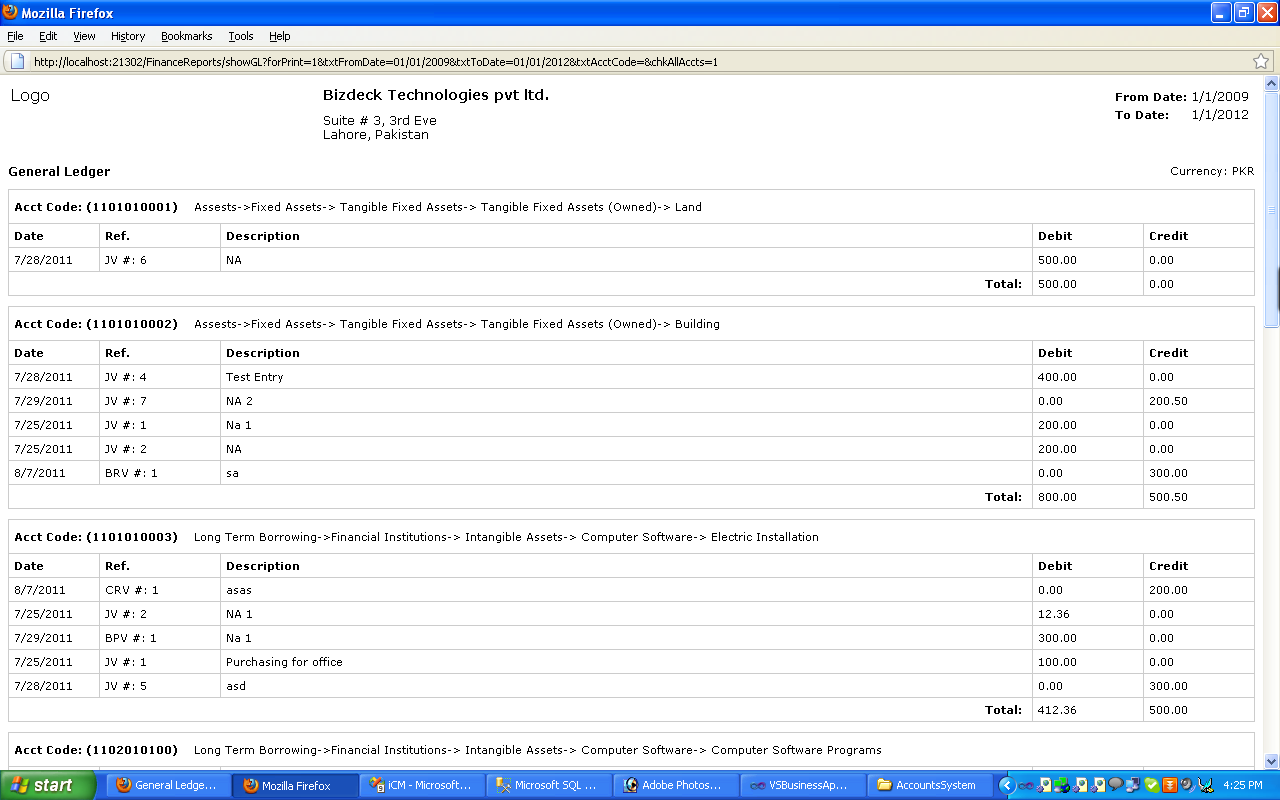 Mozilla Firefox
File Edit View History Bookmarks Tools Help
http://localhost:21302/FinanceReports/showGL?forPrint=1&txtFromDate=01/01/2009&txtToDate=01/01/2012&txtAcctCode=&chkAllAccts=1
Logo
Bizdeck Technologies pvt ltd.
Suite # 3, 3rd Eve
Lahore, Pakistan
From Date: 1/1/2009
To Date: 1/1/2012
General Ledger
Currency: PKR
Acct Code: (1101010001) Assests->Fixed Assets-> Tangible Fixed Assets-> Tangible Fixed Assets (Owned)-> Land
Date Ref. Description Debit Credit
7/28/2011 JV #: 6 NA 500.00 0.00
Total: 500.00 0.00
Acct Code: (1101010002) Assests->Fixed Assets-> Tangible Fixed Assets-> Tangible Fixed Assets (Owned)-> Building
Date Ref. Description Debit Credit
7/28/2011 JV #: 4 Test Entry 400.00 0.00
7/29/2011 JV #: 7 NA 2 0.00 200.50
7/25/2011 JV #: 1 Na 1 200.00 0.00
7/25/2011 JV #: 2 NA 200.00 0.00
8/7/2011 BRV #: 1 sa 0.00 300.00
Total: 800.00 500.50
Acct Code: (1101010003) Long Term Borrowing->Financial Institutions-> Intangible Assets-> Computer Software-> Electric Installation
Date Ref. Description Debit Credit
8/7/2011 CRV #: 1 asas 0.00 200.00
7/25/2011 JV #: 2 NA 1 12.36 0.00
7/29/2011 BPV #: 1 Na 1 300.00 0.00
7/25/2011 JV #: 1 Purchasing for office 100.00 0.00
7/28/2011 JV #: 5 asd 0.00 300.00
Total: 412.36 500.00
Acct Code: (1102010100) Long Term Borrowing->Financial Institutions-> Intangible Assets-> Computer Software-> Computer Software Programs
start General Ledge... Mozilla Firefox iCM - Microsoft... Microsoft SQL ... Adobe Photos... VSBusinessAp... AccountsSystem 4:25 PM